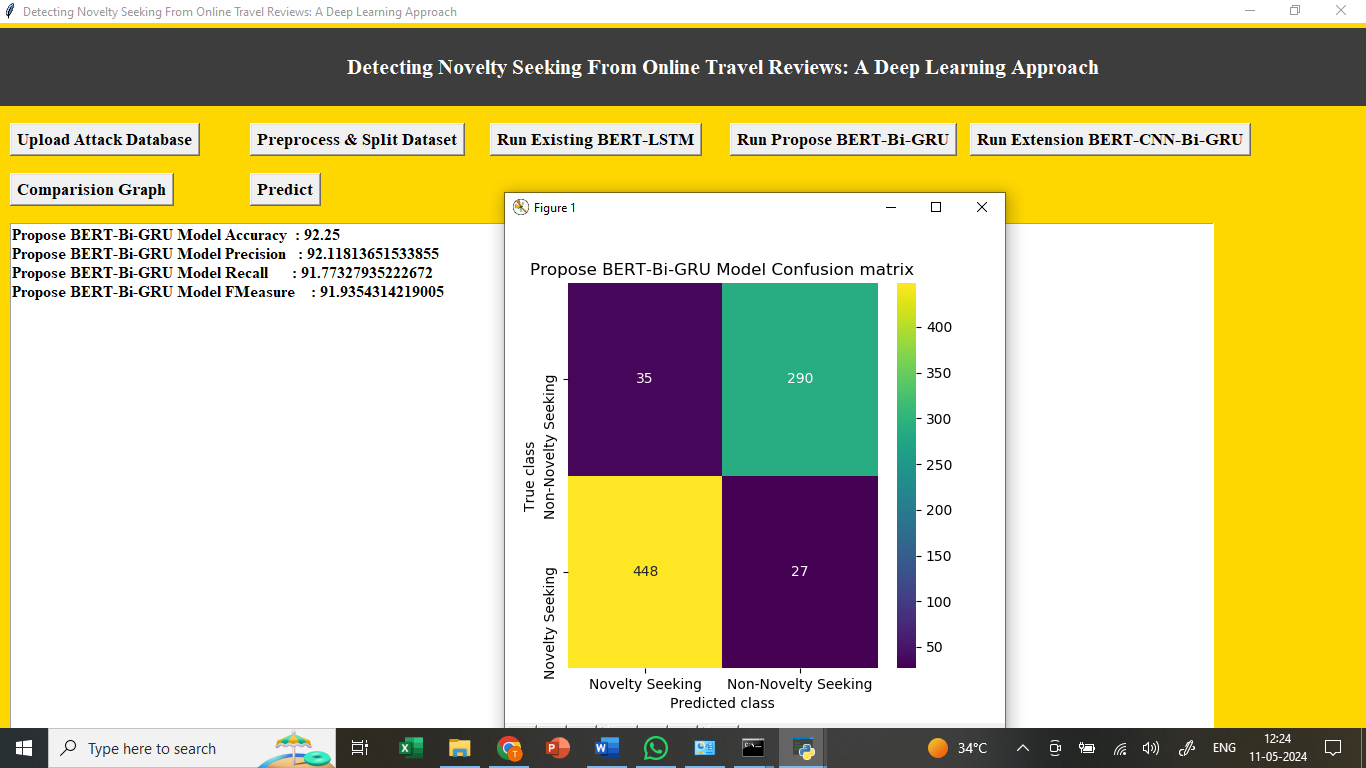 Detecting Novelty Seeking From Online Travel Reviews: A Deep Learning Approach
Detecting Novelty Seeking From Online Travel Reviews: A Deep Learning Approach
Upload Attack Database
Preprocess & Split Dataset
Run Existing BERT-LSTM
Run Propose BERT-Bi-GRU
Run Extension BERT-CNN-Bi-GRU
Comparision Graph
Predict
Propose BERT-Bi-GRU Model Accuracy : 92.25
Propose BERT-Bi-GRU Model Precision : 92.11813651533855
Propose BERT-Bi-GRU Model Recall : 91.77327935222672
Propose BERT-Bi-GRU Model FMeasure : 91.9354314219005
Figure 1
Propose BERT-Bi-GRU Model Confusion matrix
True class
Non-Novelty Seeking
Novelty Seeking
35
290
448
27
400
350
300
250
200
150
100
50
Novelty Seeking
Non-Novelty Seeking
Predicted class
Type here to search
34°C
ENG
12:24
11-05-2024